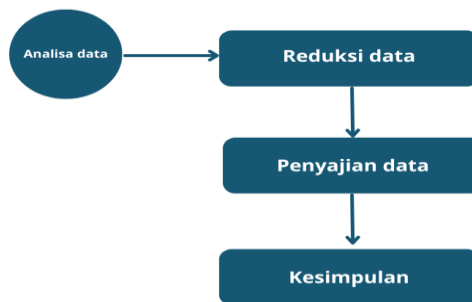 Analisa data
Reduksi data
Penyajian data
Kesimpulan